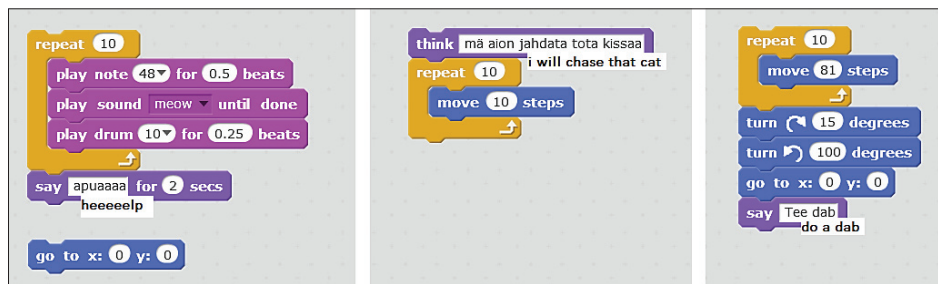 repeat 10
play note 48 for 0.5 beats
play sound meow until done
play drum 10 for 0.25 beats
say apuaaaa for 2 secs
heeeeelp
go to x: 0 y: 0
think mä aion jahdata tota kissaa
i will chase that cat
repeat 10
move 10 steps
repeat 10
move 81 steps
turn 15 degrees
turn 100 degrees
go to x: 0 y: 0
say Tee dab
do a dab